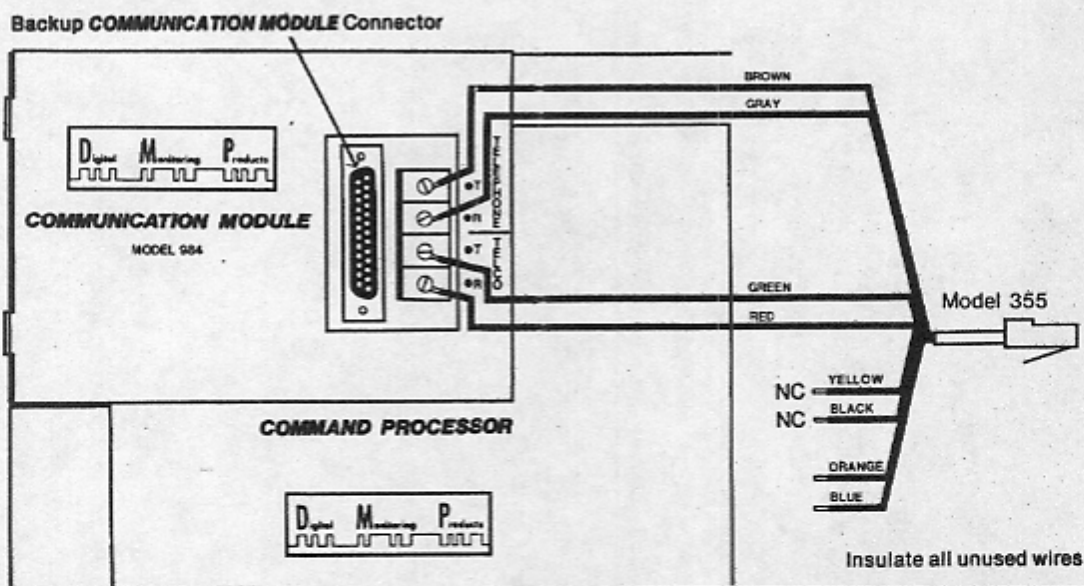 Backup COMMUNICATION MODULE Connector
BROWN
GRAY
Digital Monitoring Products
TELEPHONE
T
R
COMMUNICATION MODULE
MODEL 984
TELCO
T
R
GREEN
RED
Model 355
NC YELLOW
NC BLACK
COMMAND PROCESSOR
ORANGE
BLUE
Digital Monitoring Products
Insulate all unused wires